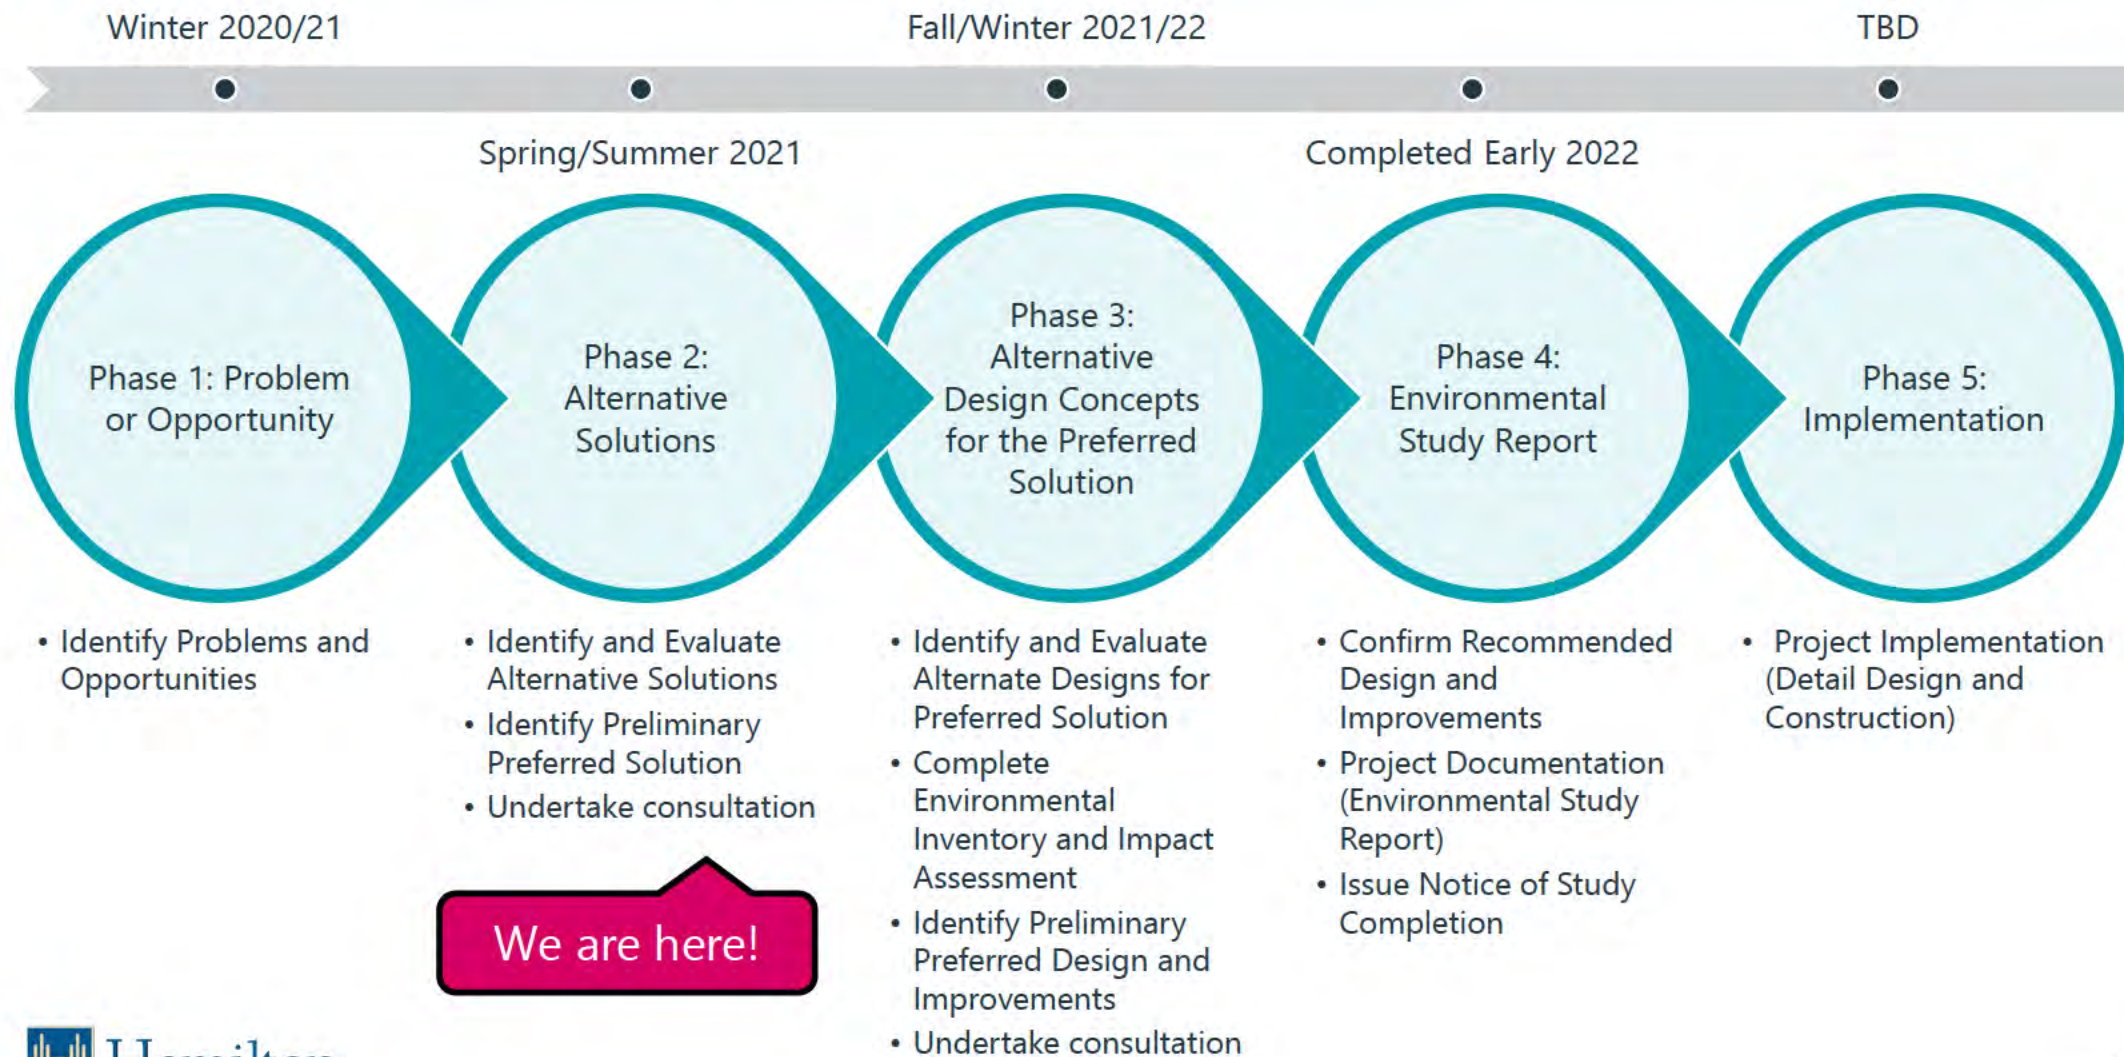 Winter 2020/21
Fall/Winter 2021/22
TBD
Spring/Summer 2021
Completed Early 2022
Phase 1: Problem
or Opportunity
Phase 2:
Alternative
Solutions
Phase 3:
Alternative
Design Concepts
for the Preferred
Solution
Phase 4:
Environmental
Study Report
Phase 5:
Implementation
• Identify Problems and
Opportunities
• Identify and Evaluate
Alternative Solutions
• Identify Preliminary
Preferred Solution
• Undertake consultation
We are here!
• Identify and Evaluate
Alternate Designs for
Preferred Solution
• Complete
Environmental
Inventory and Impact
Assessment
• Identify Preliminary
Preferred Design and
Improvements
• Undertake consultation
• Confirm Recommended
Design and
Improvements
• Project Documentation
(Environmental Study
Report)
• Issue Notice of Study
Completion
• Project Implementation
(Detail Design and
Construction)
Hamilton